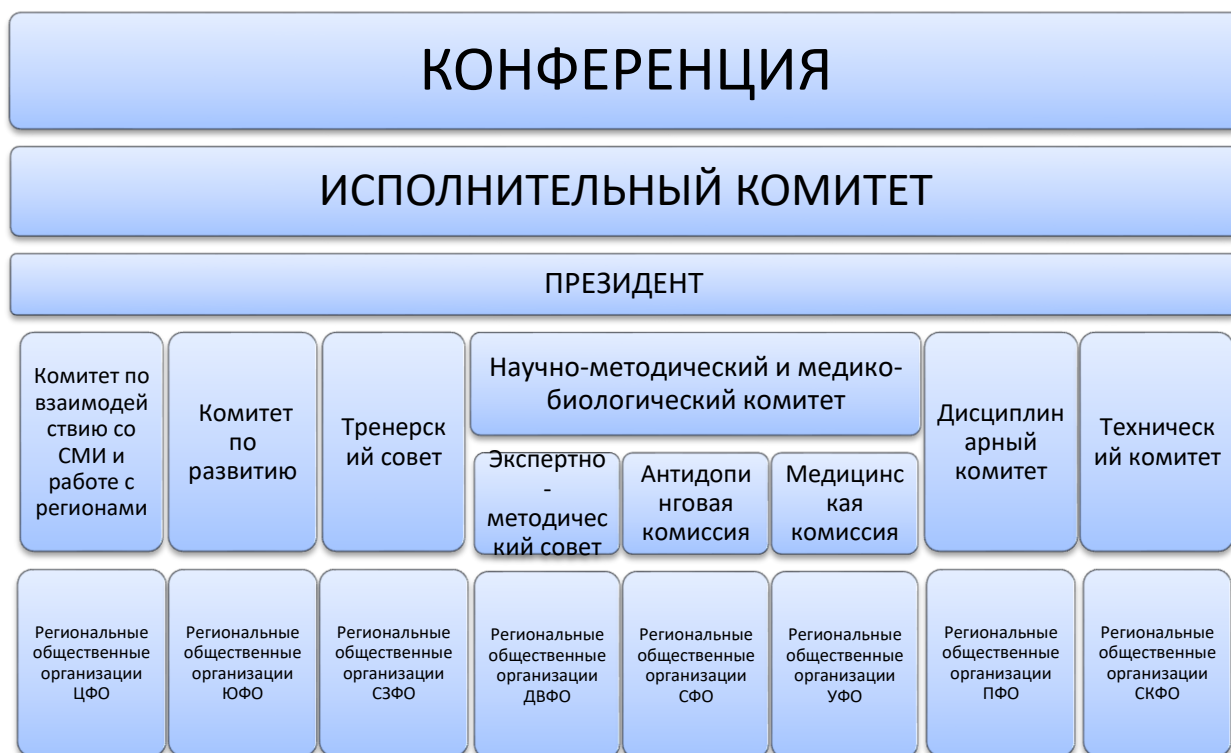 КОНФЕРЕНЦИЯ
ИСПОЛНИТЕЛЬНЫЙ КОМИТЕТ
ПРЕЗИДЕНТ
Комитет по
взаимодей
ствию со
СМИ и
работе с
регионами
Комитет
по
развитию
Тренерск
ий совет
Научно-методический и медико-
биологический комитет
Экспертно
-
методичес
кий совет
Антидопи
нговая
комиссия
Медицинс
кая
комиссия
Дисциплин
арный
комитет
Техническ
ий комитет
Региональные
общественные
организации
ЦФО
Региональные
общественные
организации
ЮФО
Региональные
общественные
организации
СЗФО
Региональные
общественные
организации
ДВФО
Региональные
общественные
организации
СФО
Региональные
общественные
организации
УФО
Региональные
общественные
организации
ПФО
Региональные
общественные
организации
СКФО